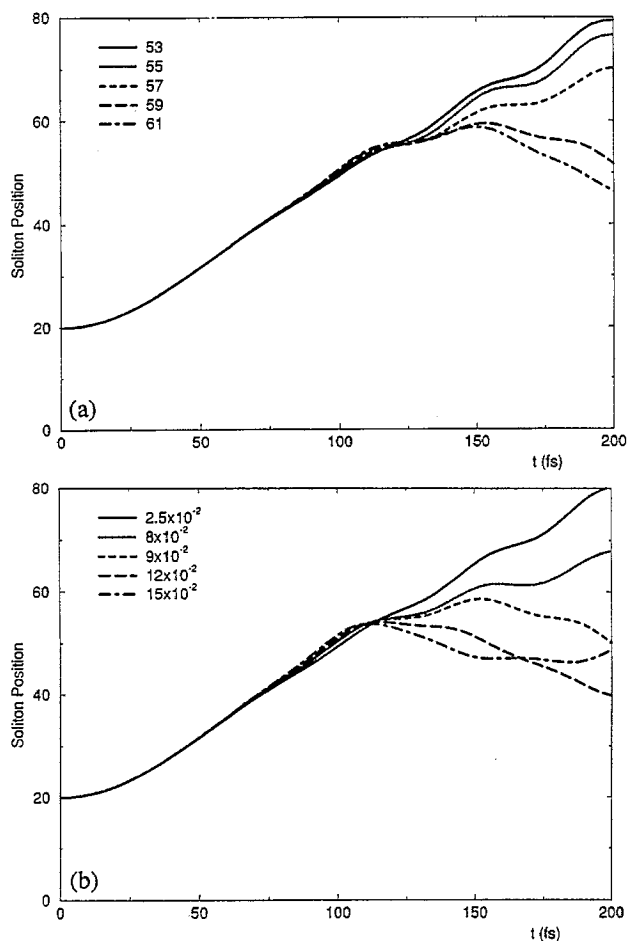 80
53
55
57
59
61
60
Soliton Position
40
20
(a)
0
0 50 100 150 200
t (fs)
80
2.5x10⁻²
8x10⁻²
9x10⁻²
12x10⁻²
15x10⁻²
60
Soliton Position
40
20
(b)
0
0 50 100 150 200
t (fs)